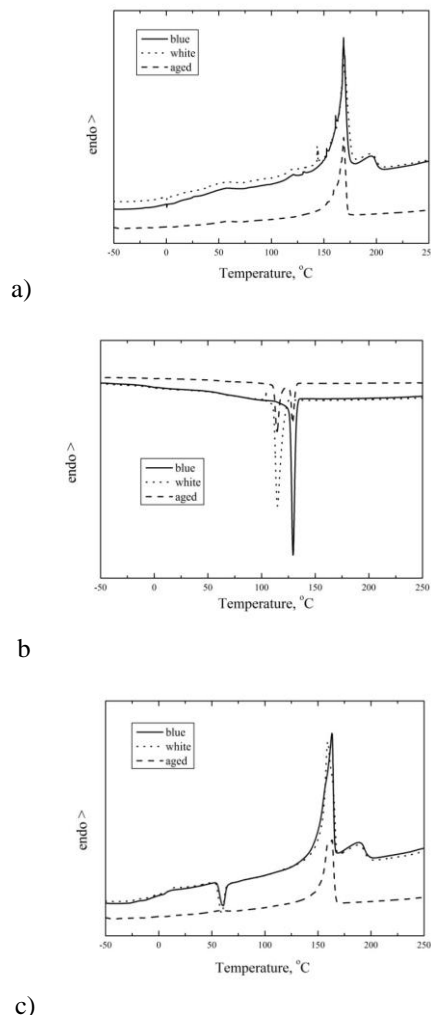 blue
white
aged
endo >
-50 0 50 100 150 200 250
Temperature, °C
a)
blue
white
aged
endo >
-50 0 50 100 150 200 250
Temperature, °C
b
blue
white
aged
endo >
-50 0 50 100 150 200 250
Temperature, °C
c)